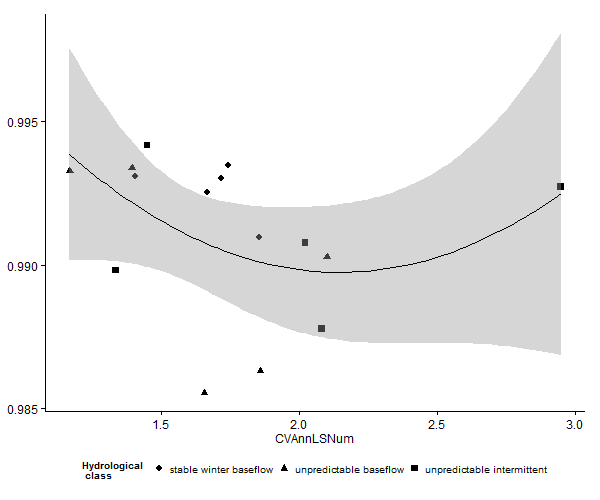 0.995
0.990
0.985
1.5 2.0 2.5 3.0
CVAnnLSNum
Hydrological
class
stable winter baseflow unpredictable baseflow unpredictable intermittent